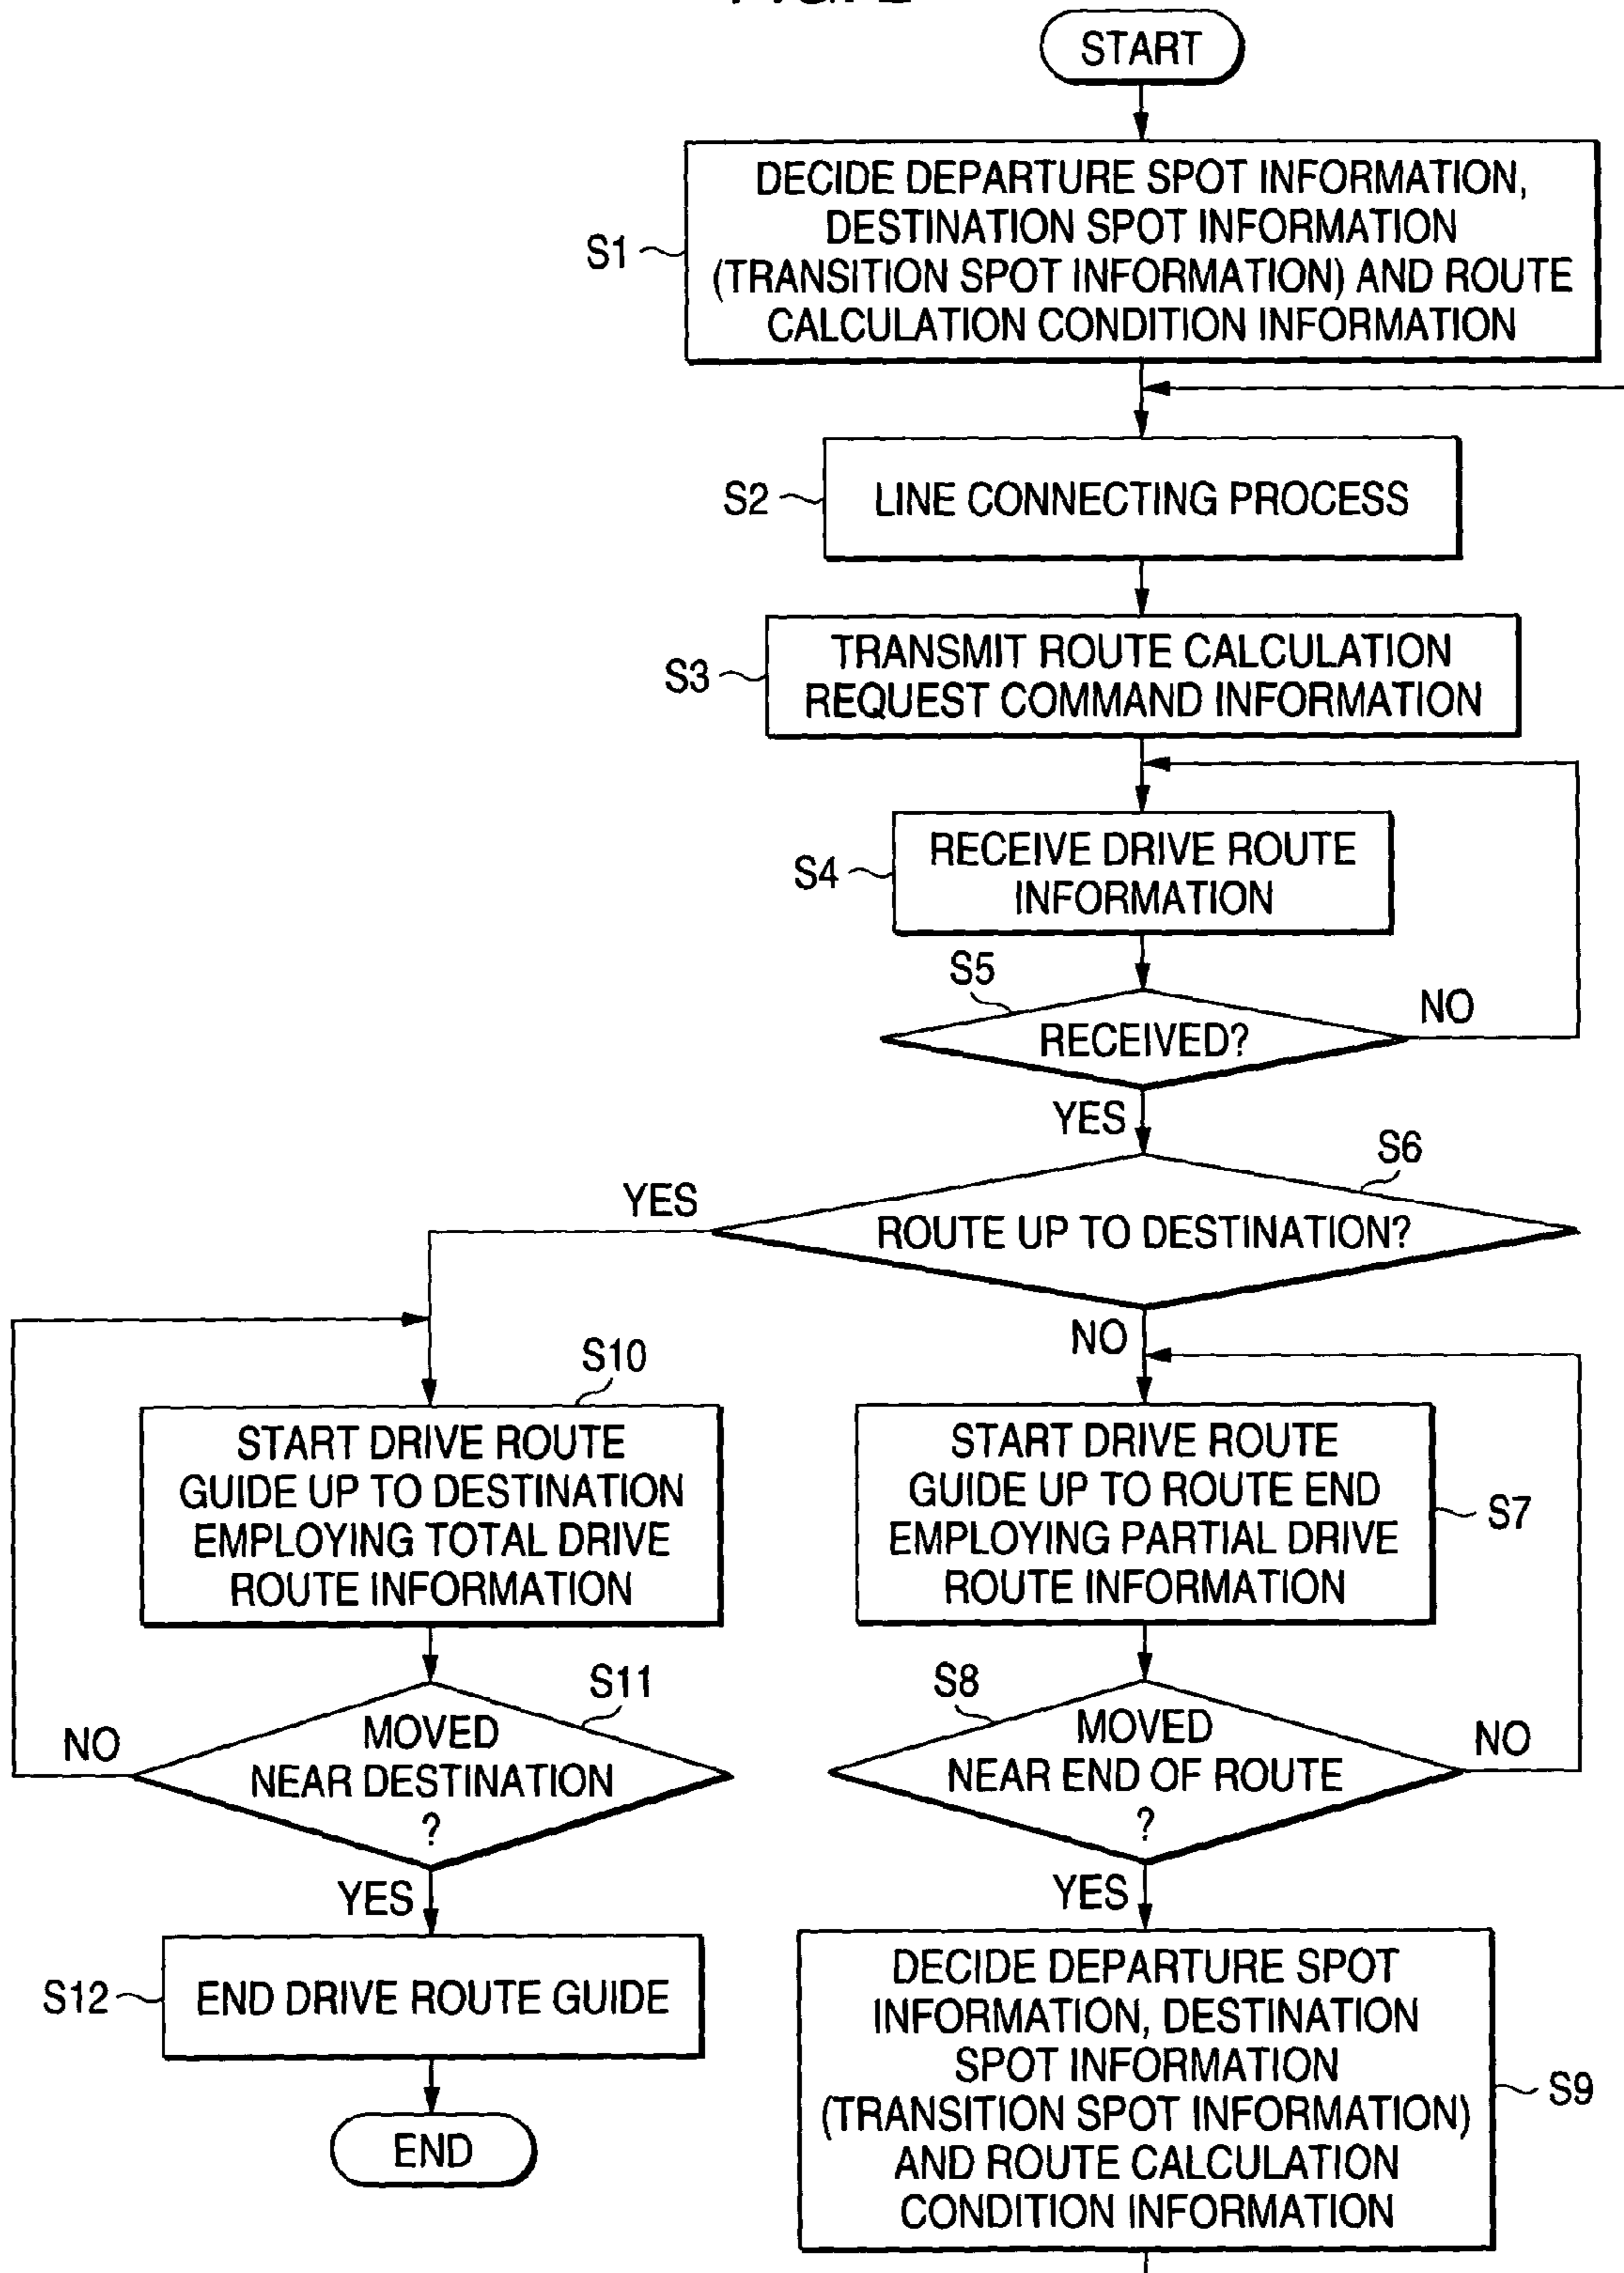 START
DECIDE DEPARTURE SPOT INFORMATION,
DESTINATION SPOT INFORMATION
(TRANSITION SPOT INFORMATION) AND ROUTE
CALCULATION CONDITION INFORMATION
S1
S2
LINE CONNECTING PROCESS
S3
TRANSMIT ROUTE CALCULATION
REQUEST COMMAND INFORMATION
S4
RECEIVE DRIVE ROUTE
INFORMATION
S5
RECEIVED?
NO
YES
S6
ROUTE UP TO DESTINATION?
YES
NO
S10
START DRIVE ROUTE
GUIDE UP TO DESTINATION
EMPLOYING TOTAL DRIVE
ROUTE INFORMATION
START DRIVE ROUTE
GUIDE UP TO ROUTE END
EMPLOYING PARTIAL DRIVE
ROUTE INFORMATION
S7
S11
MOVED
NEAR DESTINATION
?
NO
YES
S8
MOVED
NEAR END OF ROUTE
?
NO
YES
S12
END DRIVE ROUTE GUIDE
END
DECIDE DEPARTURE SPOT
INFORMATION, DESTINATION
SPOT INFORMATION
(TRANSITION SPOT INFORMATION)
AND ROUTE CALCULATION
CONDITION INFORMATION
S9